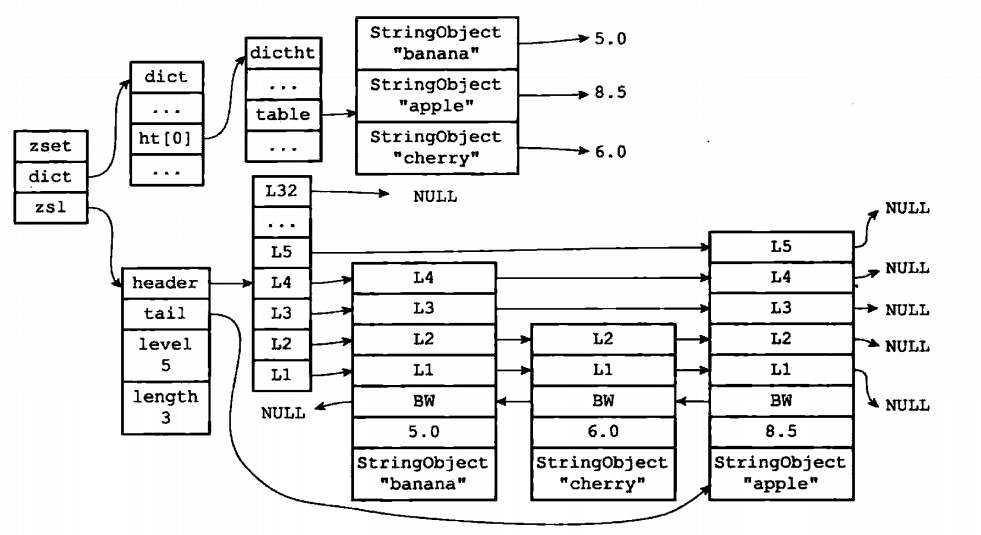 zset
dict
zsl
dict
...
ht[0]
...
dictht
...
table
...
StringObject
"banana"
StringObject
"apple"
StringObject
"cherry"
5.0
8.5
6.0
header
tail
level
5
length
3
L32
...
L5
L4
L3
L2
L1
NULL
NULL
L4
L3
L2
L1
BW
5.0
StringObject
"banana"
L2
L1
BW
6.0
StringObject
"cherry"
L5
L4
L3
L2
L1
BW
8.5
StringObject
"apple"
NULL
NULL
NULL
NULL
NULL